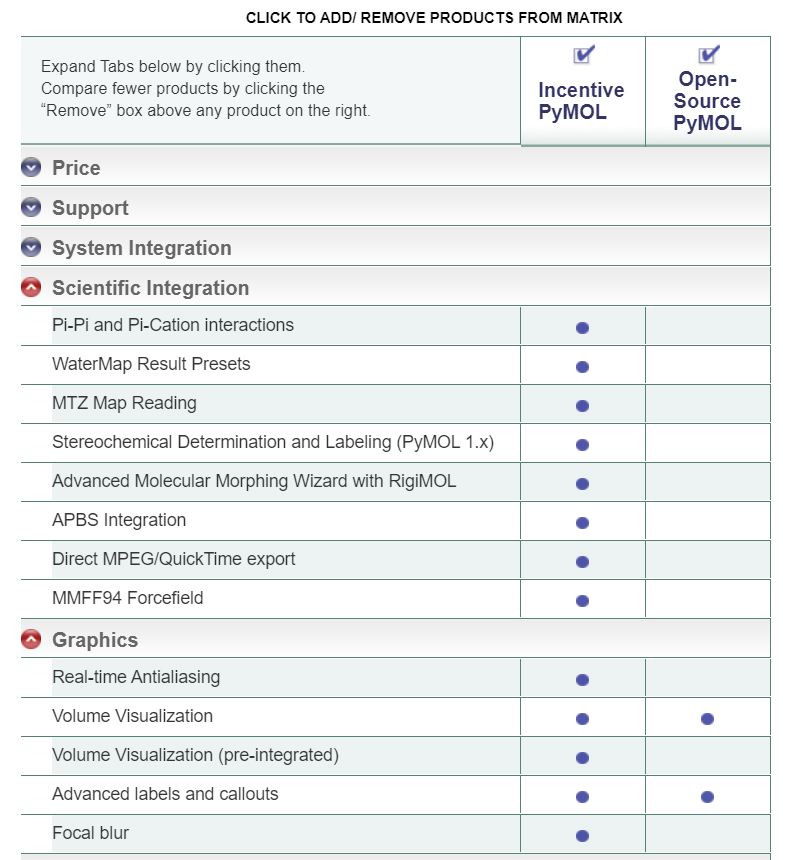 CLICK TO ADD/ REMOVE PRODUCTS FROM MATRIX
Expand Tabs below by clicking them.
Compare fewer products by clicking the
“Remove” box above any product on the right.
Incentive
PyMOL
Open-
Source
PyMOL
Price
Support
System Integration
Scientific Integration
Pi-Pi and Pi-Cation interactions
WaterMap Result Presets
MTZ Map Reading
Stereochemical Determination and Labeling (PyMOL 1.x)
Advanced Molecular Morphing Wizard with RigiMOL
APBS Integration
Direct MPEG/QuickTime export
MMFF94 Forcefield
Graphics
Real-time Antialiasing
Volume Visualization
Volume Visualization (pre-integrated)
Advanced labels and callouts
Focal blur